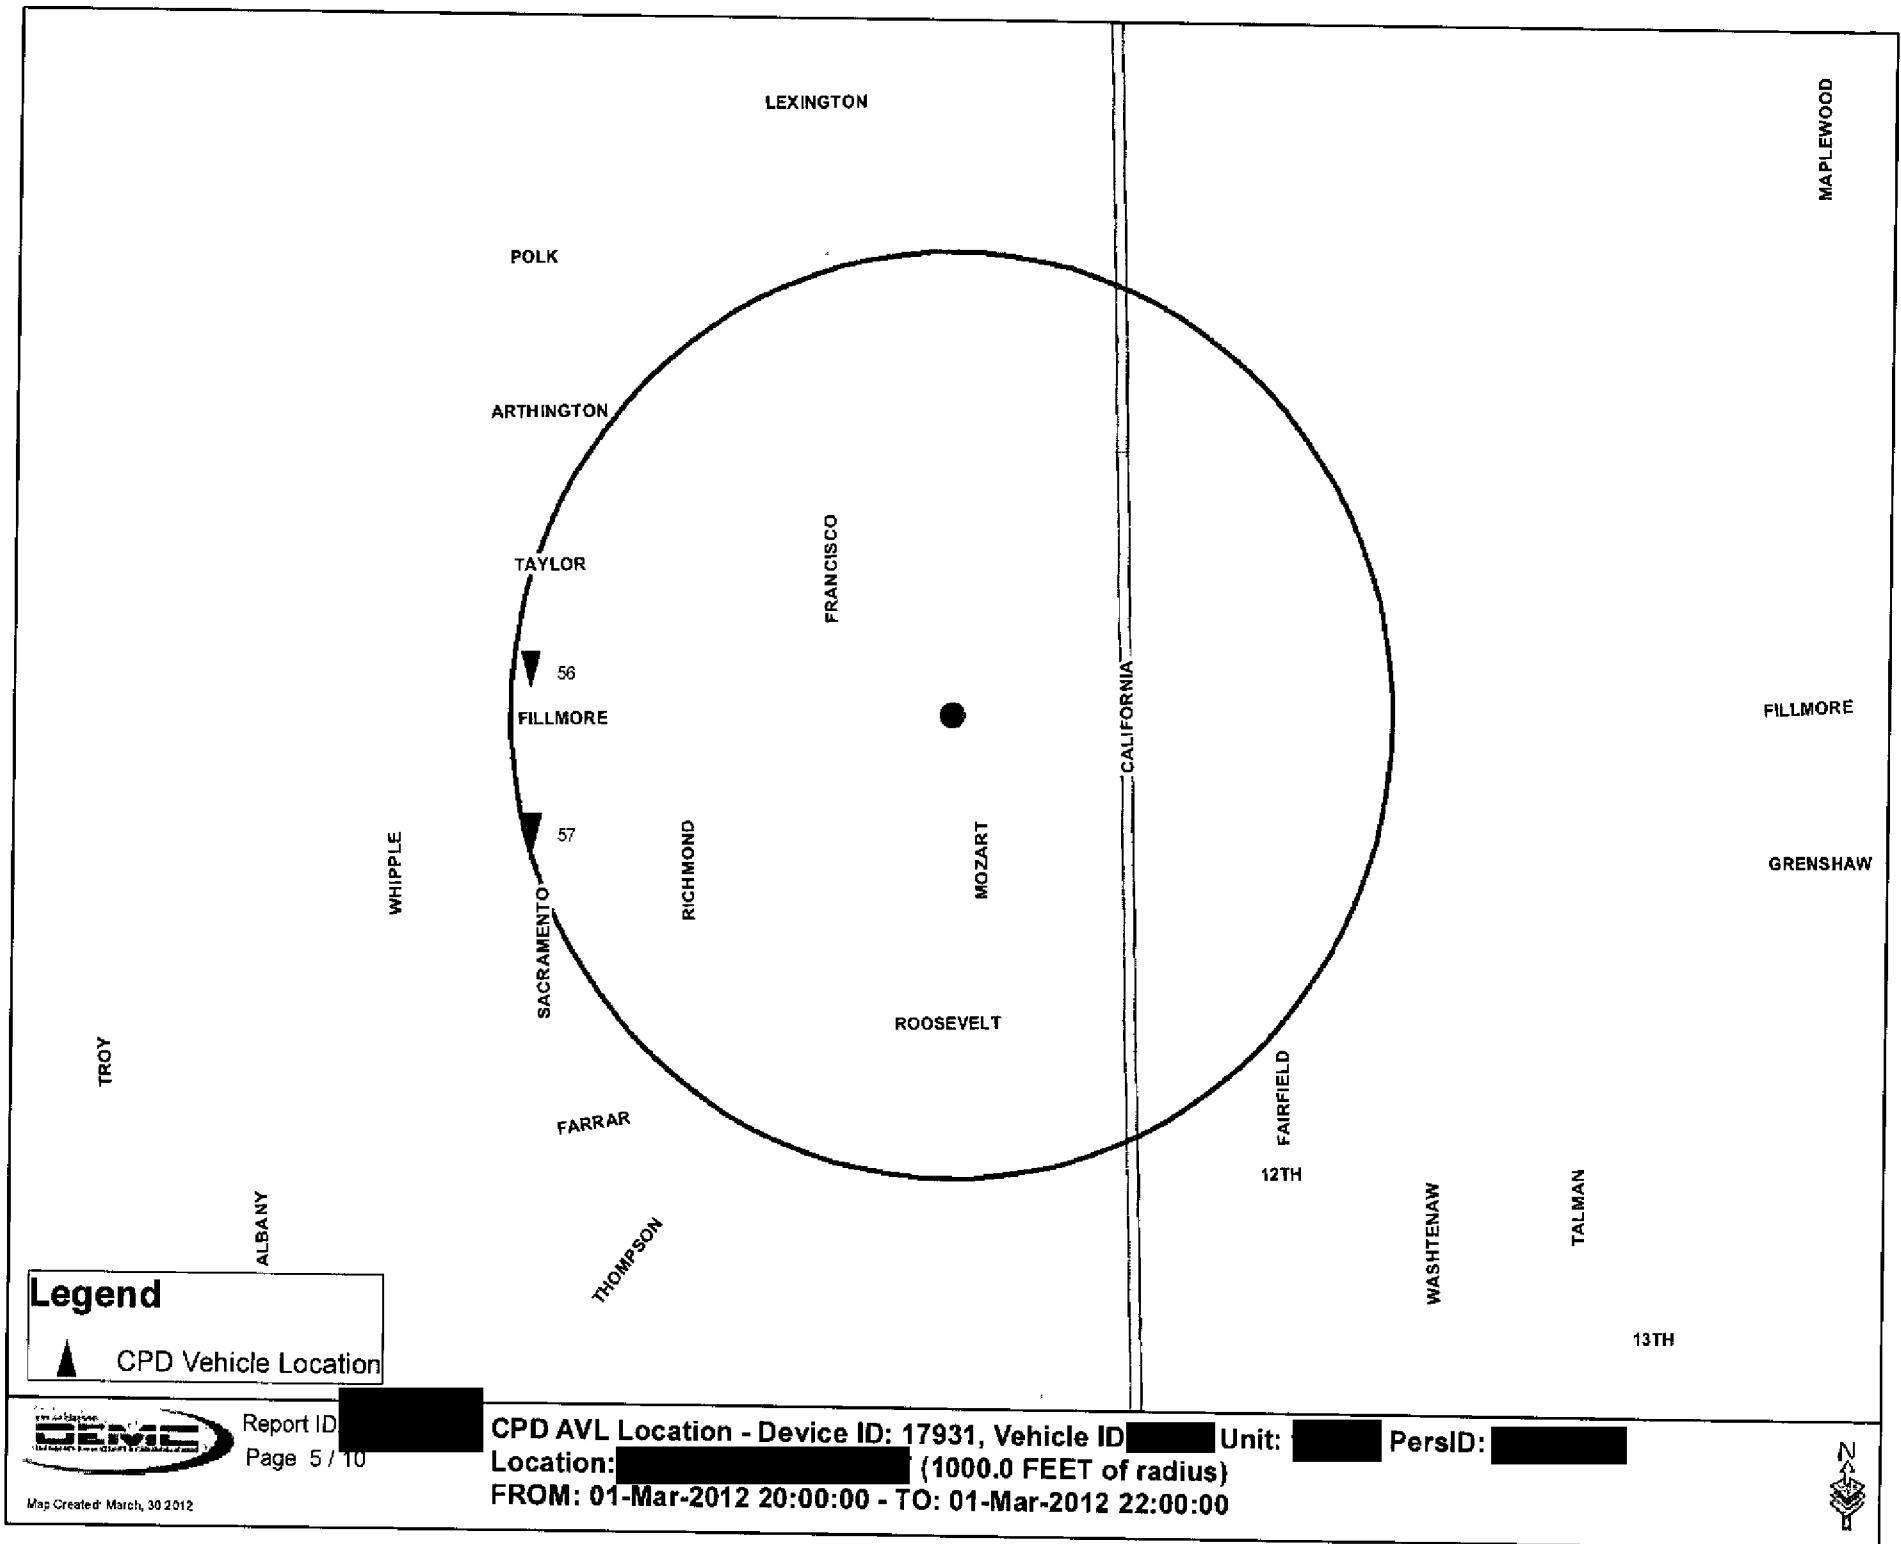 LEXINGTON
MAPLEWOOD
POLK
ARTHINGTON
FRANCISCO
TAYLOR
56
FILLMORE
CALIFORNIA
FILLMORE
57
WHIPPLE
RICHMOND
MOZART
GRENSHAW
SACRAMENTO
ROOSEVELT
TROY
FAIRFIELD
FARRAR
12TH
ALBANY
THOMPSON
WASHTENAW
TALMAN
13TH
Legend
CPD Vehicle Location
OEMC
Report ID
Page 5 / 10
Map Created: March, 30 2012
CPD AVL Location - Device ID: 17931, Vehicle ID Unit: PersID:
Location: (1000.0 FEET of radius)
FROM: 01-Mar-2012 20:00:00 - TO: 01-Mar-2012 22:00:00
N